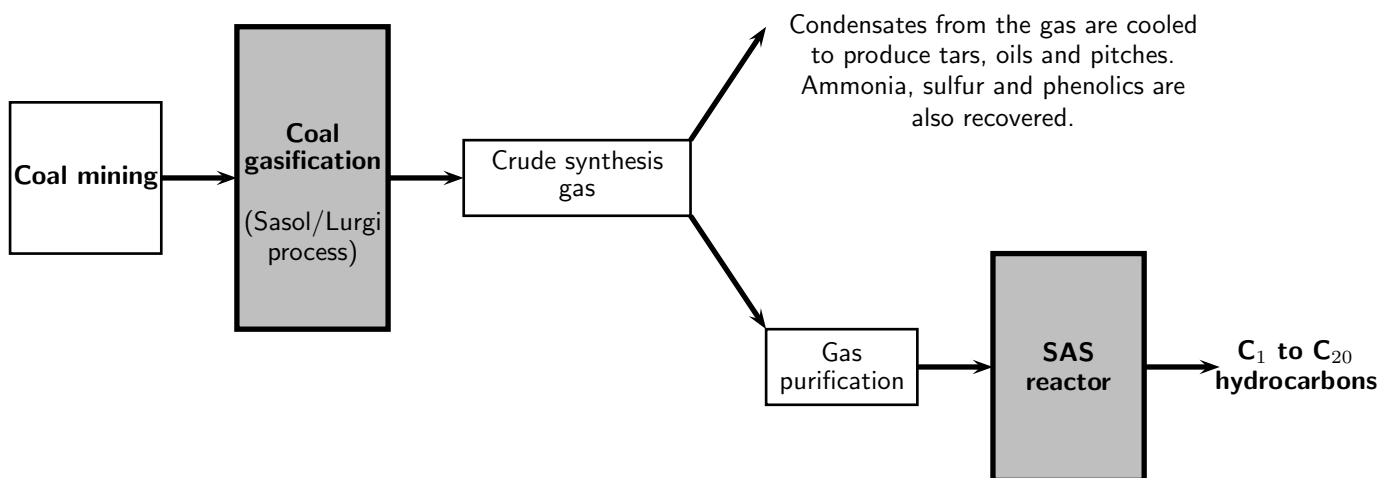 Coal mining
Coal
gasification
(Sasol/Lurgi
process)
Crude synthesis
gas
Condensates from the gas are cooled
to produce tars, oils and pitches.
Ammonia, sulfur and phenolics are
also recovered.
Gas
purification
SAS
reactor
C₁ to C₂₀
hydrocarbons